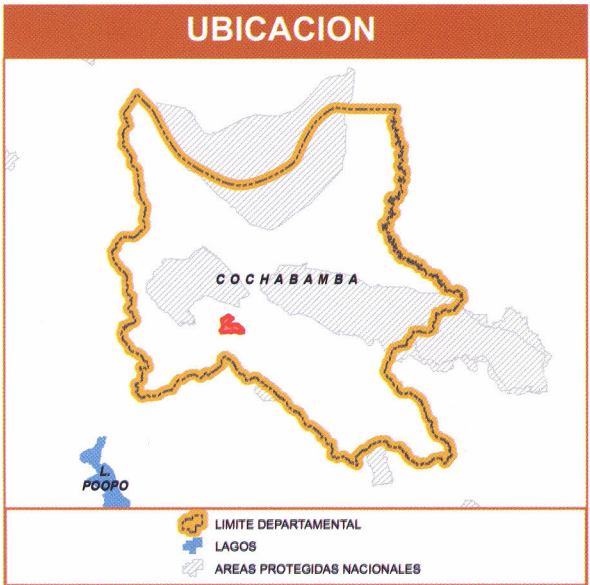 UBICACION
COCHABAMBA
L.
POOPO
LIMITE DEPARTAMENTAL
LAGOS
AREAS PROTEGIDAS NACIONALES